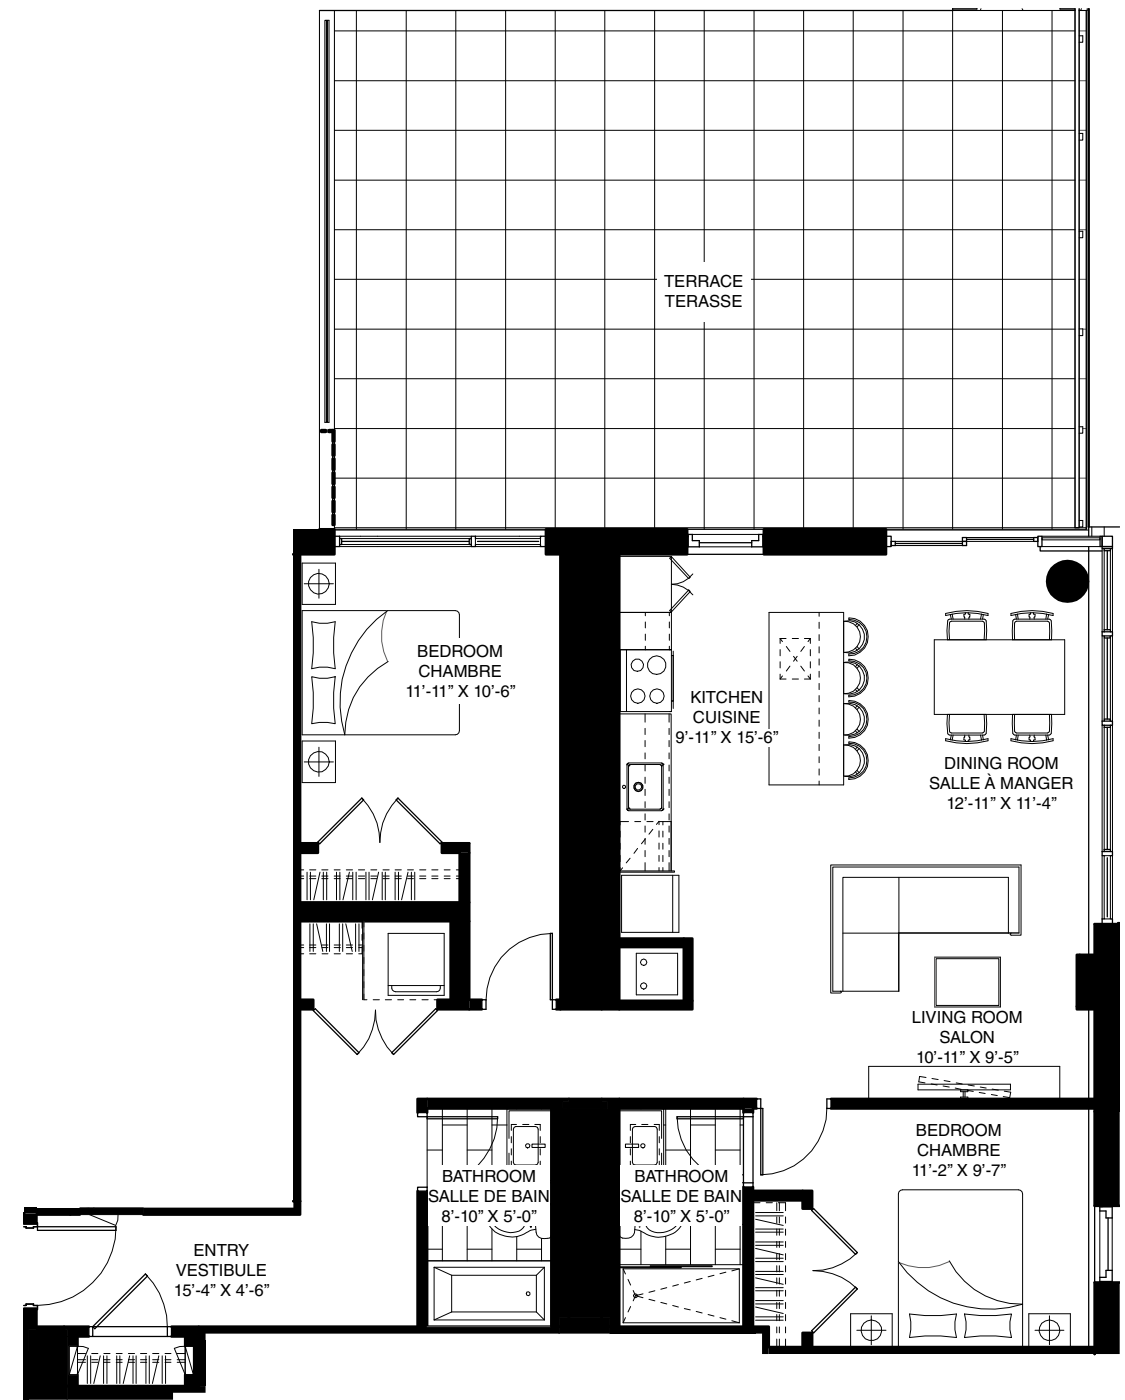 TERRACE
TERASSE
BEDROOM
CHAMBRE
11’-11” X 10’-6”
KITCHEN
CUISINE
9’-11” X 15’-6”
DINING ROOM
SALLE À MANGER
12’-11” X 11’-4”
LIVING ROOM
SALON
10’-11” X 9’-5”
BEDROOM
CHAMBRE
11’-2” X 9’-7”
BATHROOM
SALLE DE BAIN
8’-10” X 5’-0”
BATHROOM
SALLE DE BAIN
8’-10” X 5’-0”
ENTRY
VESTIBULE
15’-4” X 4’-6”